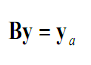 By = y_a